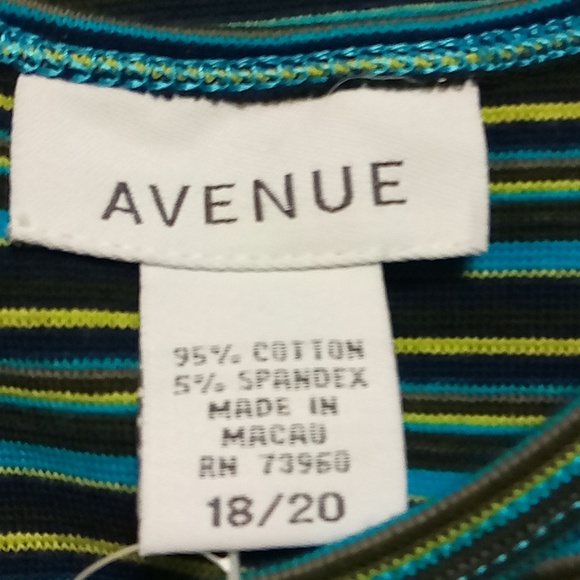 AVENUE
95% COTTON
5% SPANDEX
MADE IN
MACAU
RN 73960
18/20